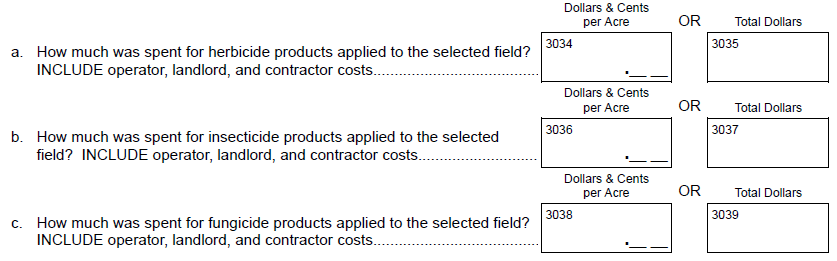 Dollars & Cents
per Acre OR Total Dollars
a. How much was spent for herbicide products applied to the selected field? 3034 3035
INCLUDE operator, landlord, and contractor costs....................................... .__ __
Dollars & Cents
per Acre OR Total Dollars
b. How much was spent for insecticide products applied to the selected 3036 3037
field? INCLUDE operator, landlord, and contractor costs............................ .__ __
Dollars & Cents
per Acre OR Total Dollars
c. How much was spent for fungicide products applied to the selected field? 3038 3039
INCLUDE operator, landlord, and contractor costs....................................... .__ __